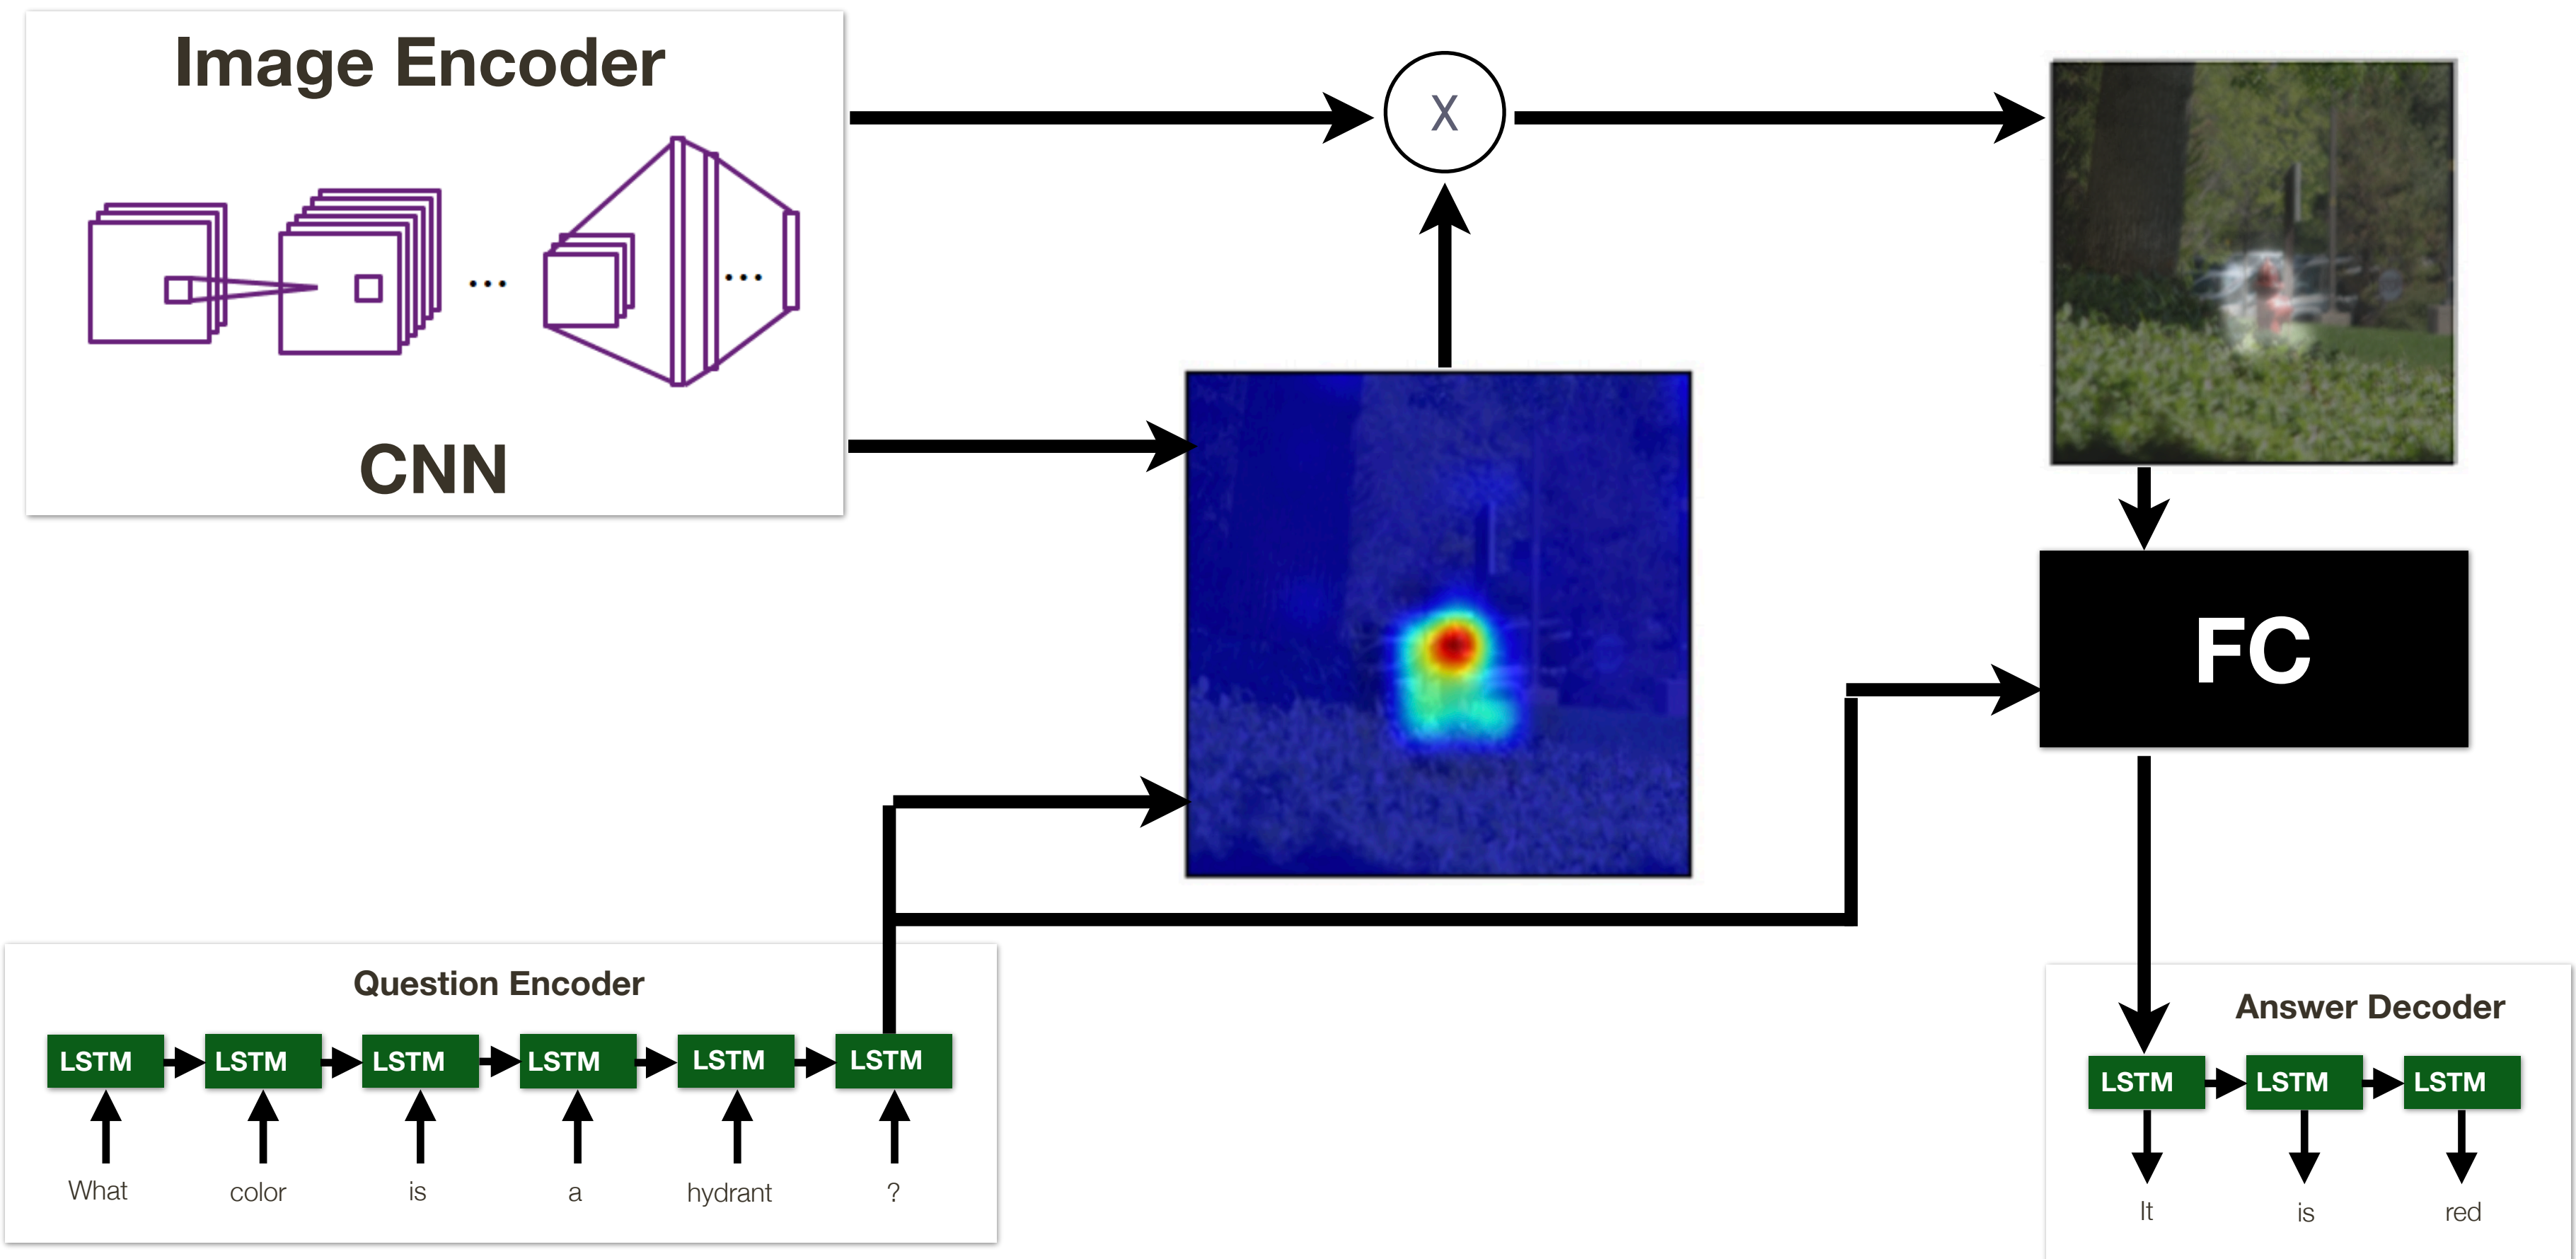 Image Encoder
...
...
CNN
X
FC
Question Encoder
LSTM LSTM LSTM LSTM LSTM LSTM
What color is a hydrant ?
Answer Decoder
LSTM LSTM LSTM
It is red